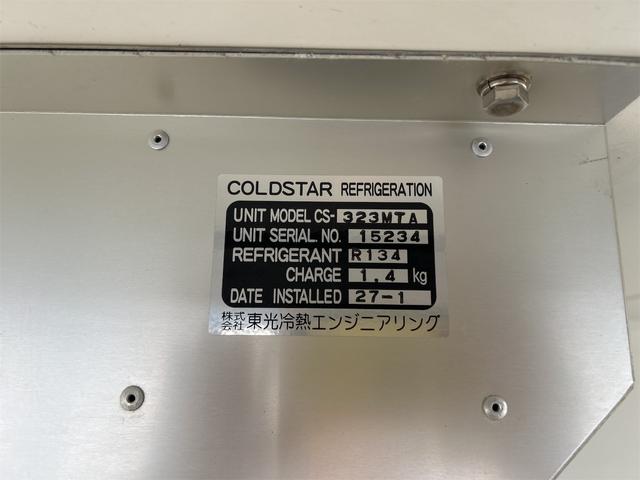 COLDSTAR REFRIGERATION
UNIT MODEL CS-323MTA
UNIT SERIAL. NO. 15234
REFRIGERANT R134
CHARGE 1.4 kg
DATE INSTALLED 27-1
株式会社 東光冷熱エンジニアリング